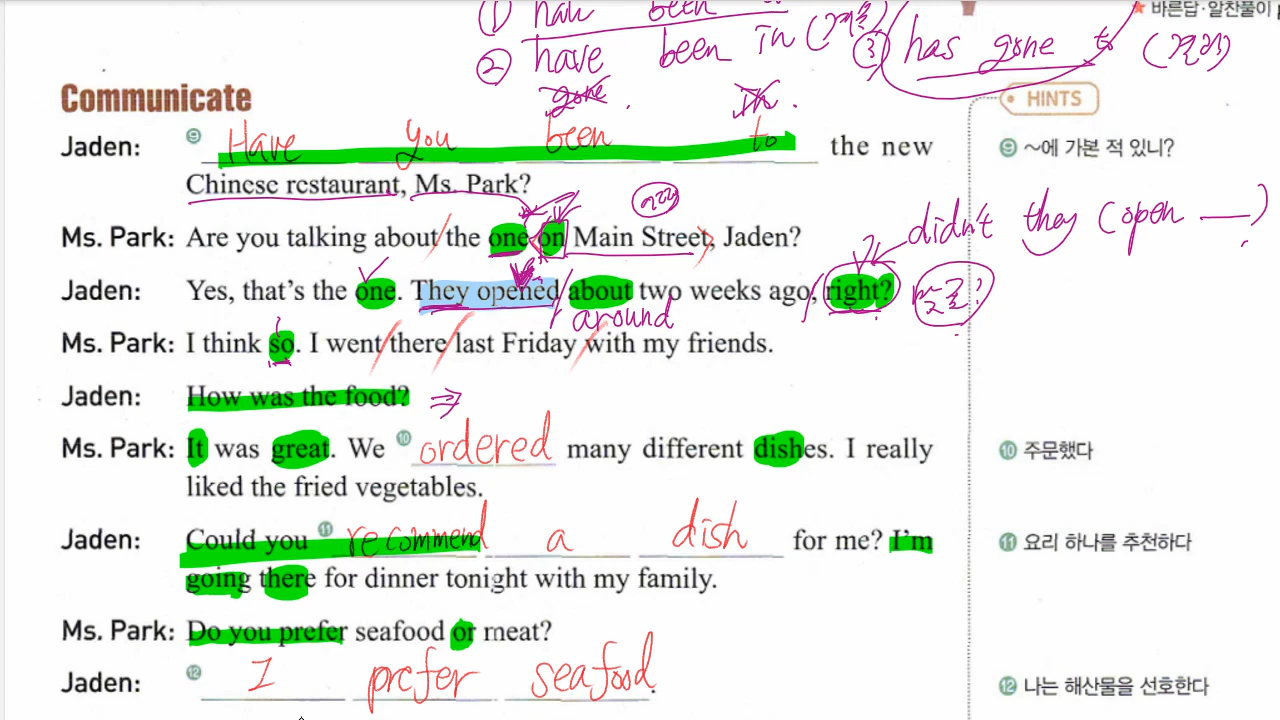 ① have been to
★ 바른답·알찬풀이 p
② have been in (계속) ③ has gone to (결과)
gone . in .
Communicate
HINTS
Jaden: ⑨ Have you been to the new
⑨ ~에 가본 적 있니?
Chinese restaurant, Ms. Park?
didn't they (open ㅡ)?
Ms. Park: Are you talking about the one on Main Street, Jaden?
Jaden: Yes, that's the one. They opened about two weeks ago, right?
around
Ms. Park: I think so. I went there last Friday with my friends.
Jaden: How was the food? ⇒
Ms. Park: It was great. We ⑩ ordered many different dishes. I really
⑩ 주문했다
liked the fried vegetables.
Jaden: Could you ⑪ recommend a dish for me? I'm
⑪ 요리 하나를 추천하다
going there for dinner tonight with my family.
Ms. Park: Do you prefer seafood or meat?
Jaden: ⑫ I prefer seafood.
⑫ 나는 해산물을 선호한다